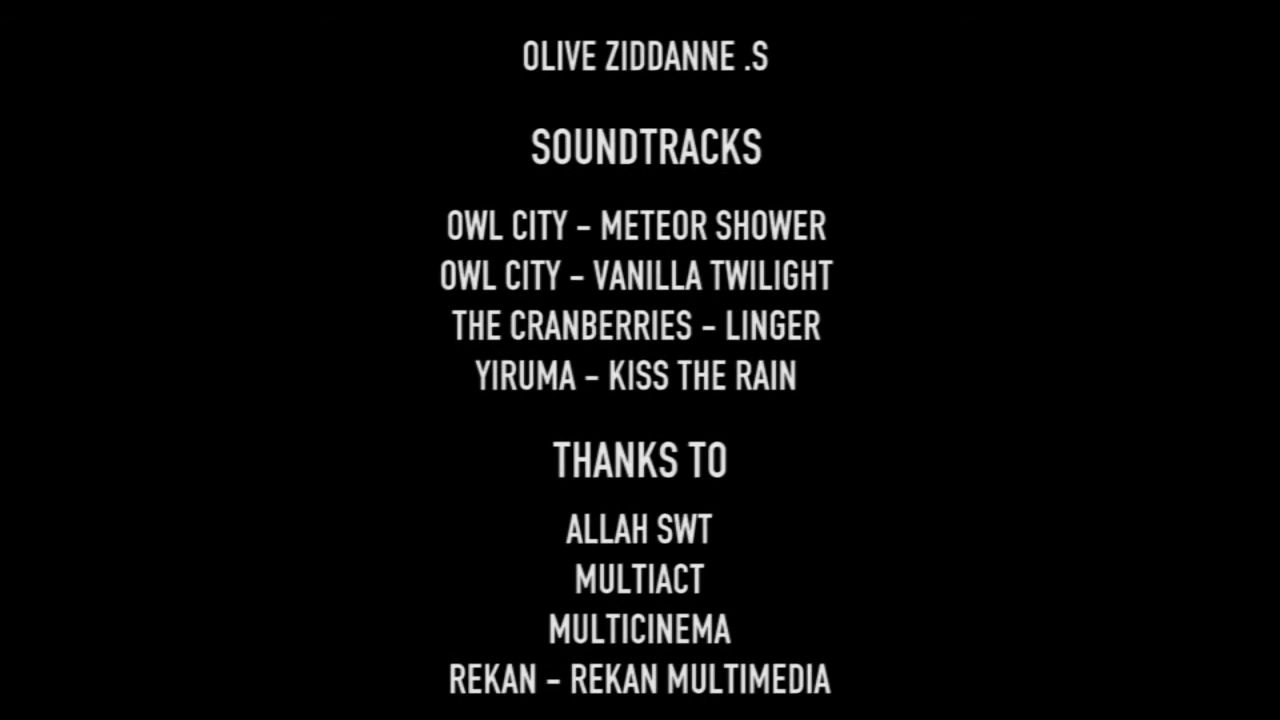 OLIVE ZIDDANNE .S
SOUNDTRACKS
OWL CITY - METEOR SHOWER
OWL CITY - VANILLA TWILIGHT
THE CRANBERRIES - LINGER
YIRUMA - KISS THE RAIN
THANKS TO
ALLAH SWT
MULTIACT
MULTICINEMA
REKAN - REKAN MULTIMEDIA